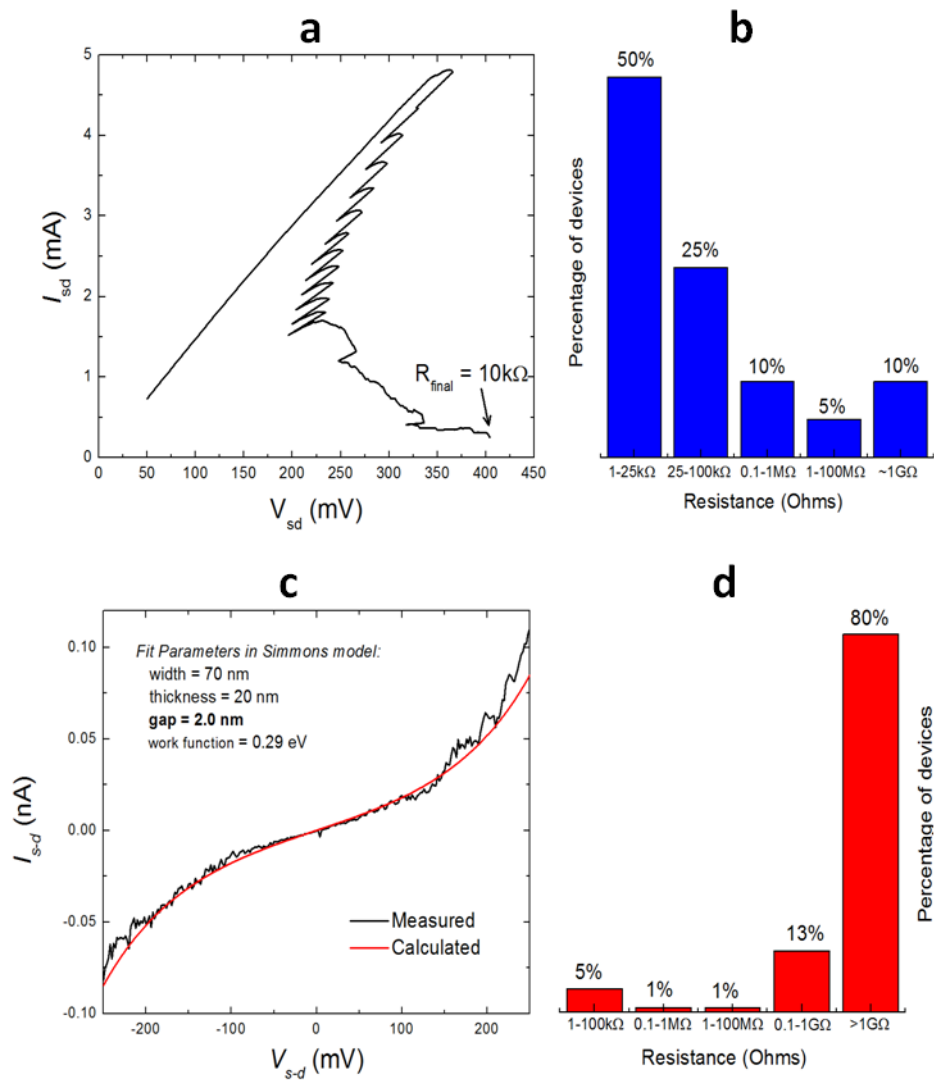 a
5
4
3
2
1
0
I_sd (mA)
0 50 100 150 200 250 300 350 400 450
V_sd (mV)
R_final = 10kΩ
b
50%
25%
10%
5%
10%
Percentage of devices
1-25kΩ 25-100kΩ 0.1-1MΩ 1-100MΩ ~1GΩ
Resistance (Ohms)
c
Fit Parameters in Simmons model:
width = 70 nm
thickness = 20 nm
gap = 2.0 nm
work function = 0.29 eV
0.10
0.05
0.00
-0.05
-0.10
I_s-d (nA)
Measured
Calculated
-200 -100 0 100 200
V_s-d (mV)
d
80%
13%
5%
1%
1%
Percentage of devices
1-100kΩ 0.1-1MΩ 1-100MΩ 0.1-1GΩ >1GΩ
Resistance (Ohms)